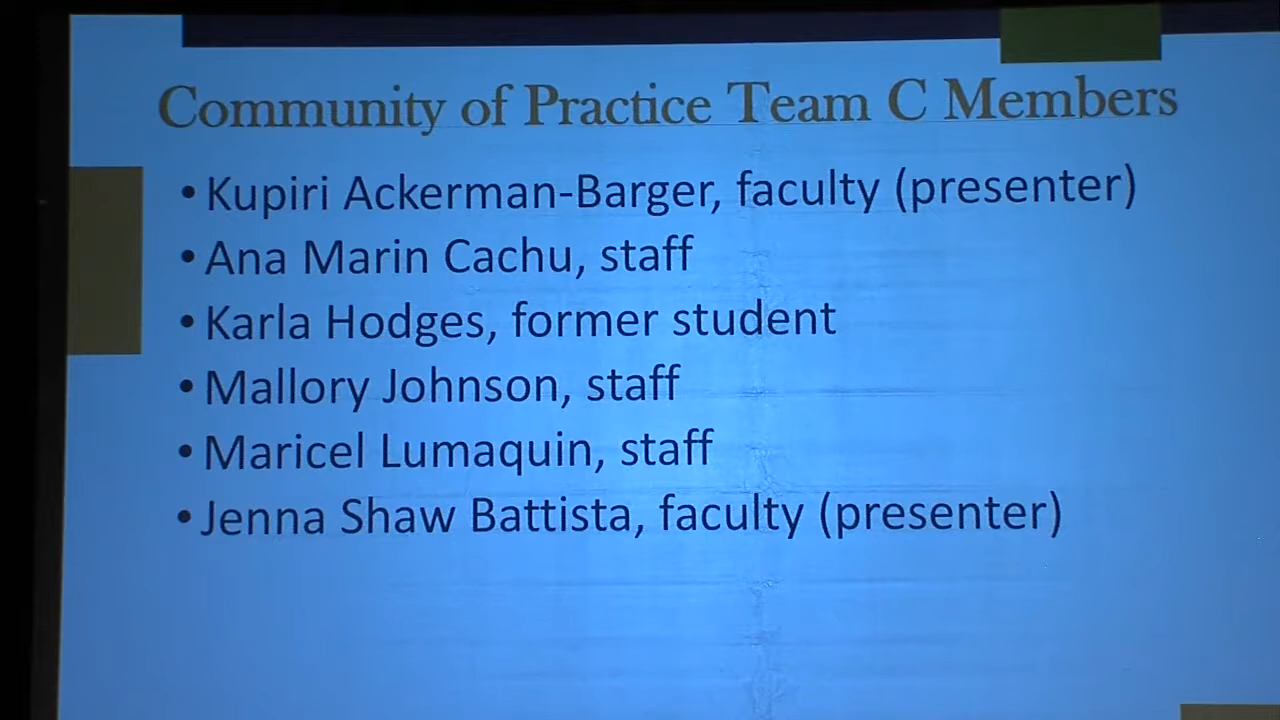 Community of Practice Team C Members
• Kupiri Ackerman-Barger, faculty (presenter)
• Ana Marin Cachu, staff
• Karla Hodges, former student
• Mallory Johnson, staff
• Maricel Lumaquin, staff
• Jenna Shaw Battista, faculty (presenter)